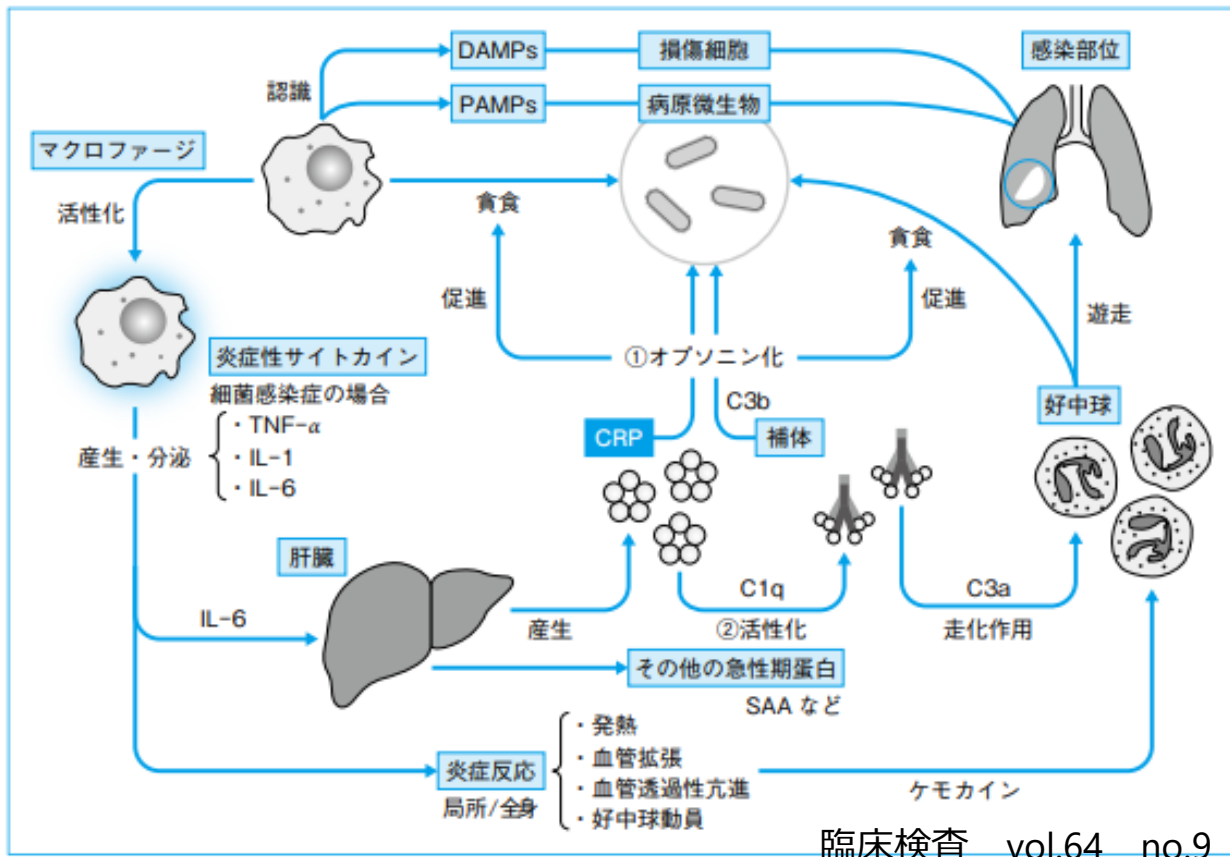 DAMPs
損傷細胞
感染部位
認識
PAMPs
病原微生物
マクロファージ
活性化
貪食
貪食
促進
促進
遊走
①オプソニン化
炎症性サイトカイン
細菌感染症の場合
・TNF-α
・IL-1
・IL-6
産生・分泌
C3b
CRP
補体
好中球
肝臓
IL-6
産生
C1q
②活性化
C3a
走化作用
その他の急性期蛋白
SAA など
炎症反応
局所/全身
・発熱
・血管拡張
・血管透過性亢進
・好中球動員
ケモカイン
臨床検査 vol.64 no.9